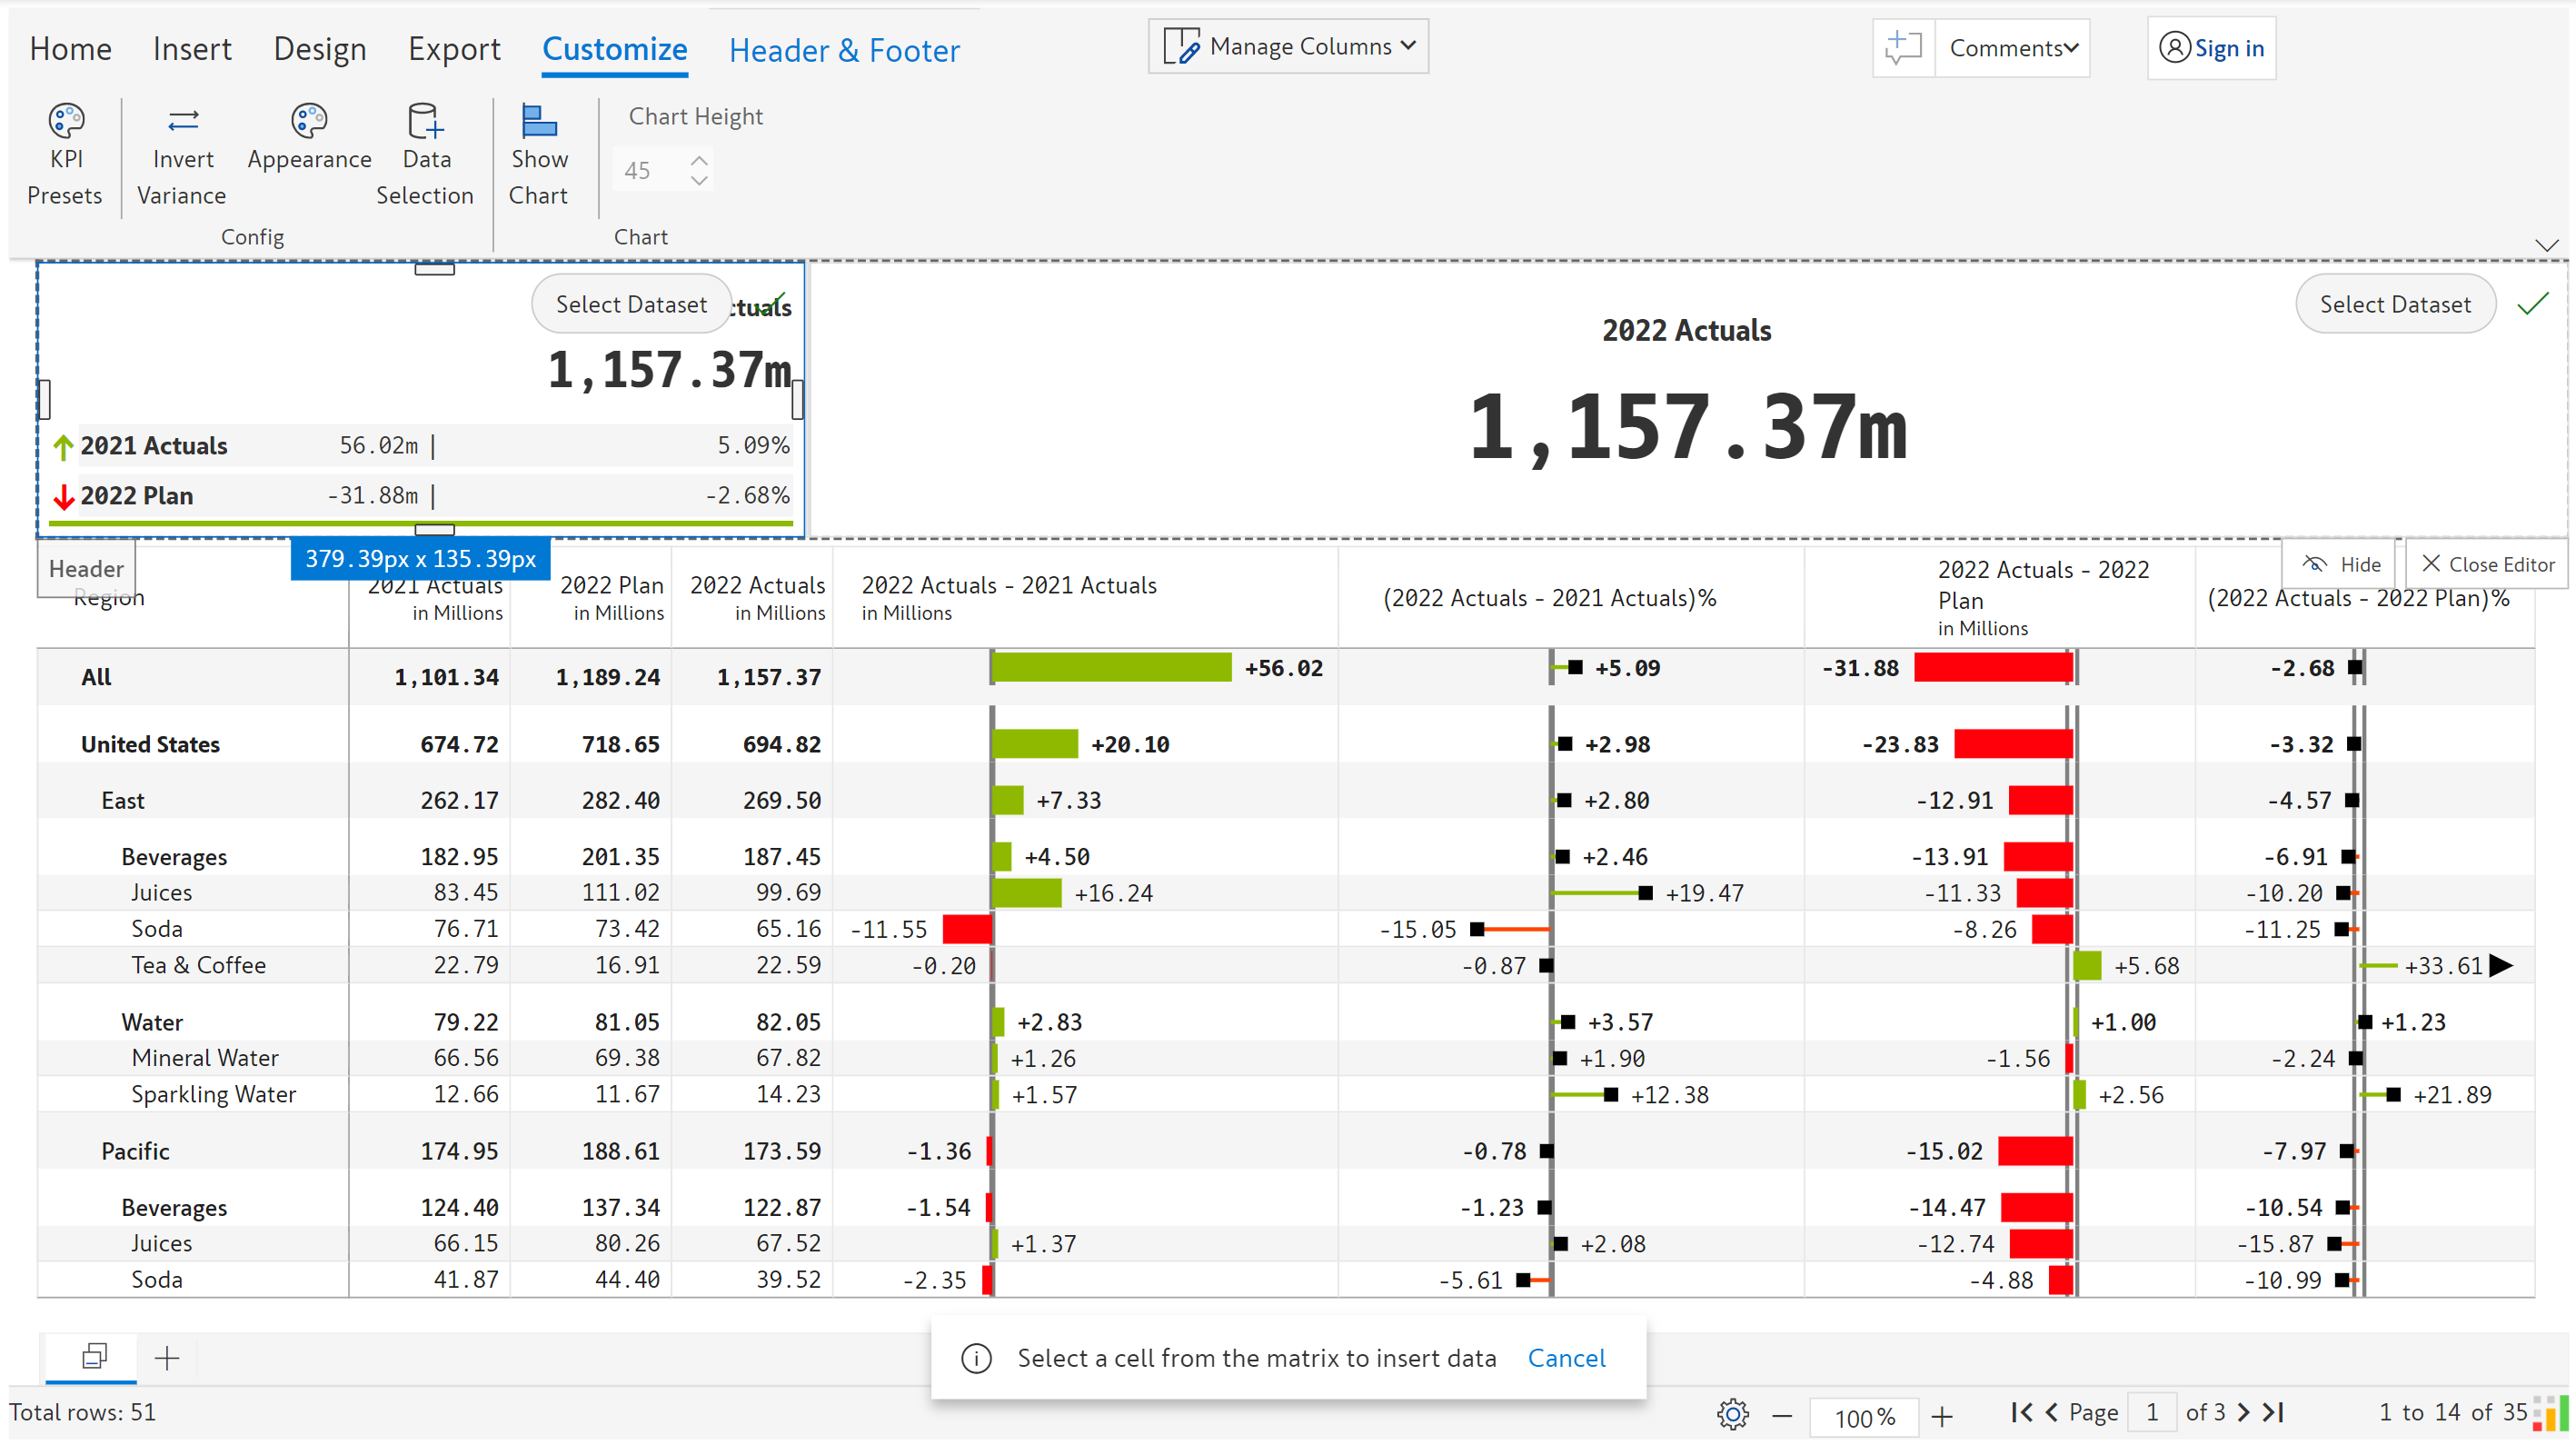 Home Insert Design Export Customize Header & Footer Manage Columns Comments Sign in
KPI Presets Invert Variance Appearance Data Selection Show Chart Chart Height 45
Config Chart
Select Dataset ctuals
1,157.37m
2021 Actuals 56.02m | 5.09%
2022 Plan -31.88m | -2.68%
2022 Actuals Select Dataset
1,157.37m
Header 379.39px x 135.39px Hide Close Editor
Region 2021 Actuals in Millions 2022 Plan in Millions 2022 Actuals in Millions 2022 Actuals - 2021 Actuals in Millions (2022 Actuals - 2021 Actuals)% 2022 Actuals - 2022 Plan in Millions (2022 Actuals - 2022 Plan)%
All 1,101.34 1,189.24 1,157.37 +56.02 +5.09 -31.88 -2.68
United States 674.72 718.65 694.82 +20.10 +2.98 -23.83 -3.32
East 262.17 282.40 269.50 +7.33 +2.80 -12.91 -4.57
Beverages 182.95 201.35 187.45 +4.50 +2.46 -13.91 -6.91
Juices 83.45 111.02 99.69 +16.24 +19.47 -11.33 -10.20
Soda 76.71 73.42 65.16 -11.55 -15.05 -8.26 -11.25
Tea & Coffee 22.79 16.91 22.59 -0.20 -0.87 +5.68 +33.61
Water 79.22 81.05 82.05 +2.83 +3.57 +1.00 +1.23
Mineral Water 66.56 69.38 67.82 +1.26 +1.90 -1.56 -2.24
Sparkling Water 12.66 11.67 14.23 +1.57 +12.38 +2.56 +21.89
Pacific 174.95 188.61 173.59 -1.36 -0.78 -15.02 -7.97
Beverages 124.40 137.34 122.87 -1.54 -1.23 -14.47 -10.54
Juices 66.15 80.26 67.52 +1.37 +2.08 -12.74 -15.87
Soda 41.87 44.40 39.52 -2.35 -5.61 -4.88 -10.99
Select a cell from the matrix to insert data Cancel
Total rows: 51 100% Page 1 of 3 1 to 14 of 35